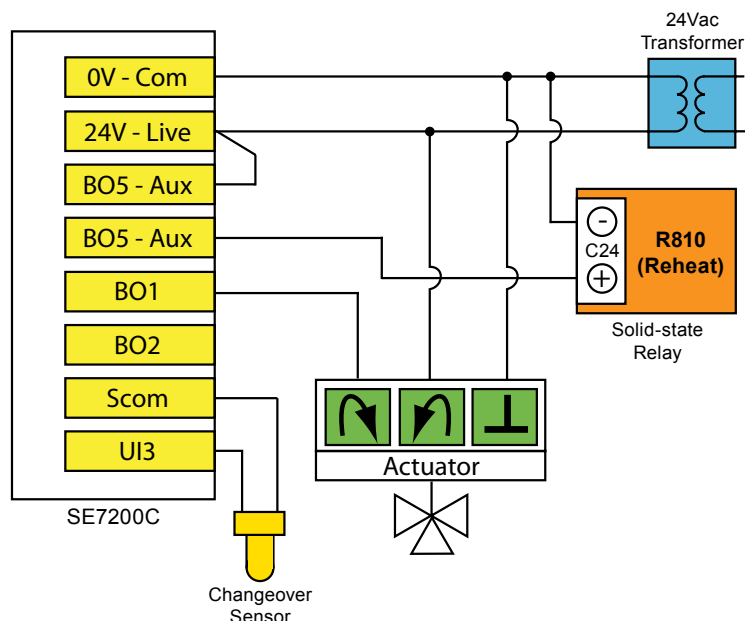 24Vac
Transformer
0V - Com
24V - Live
BO5 - Aux
BO5 - Aux
BO1
BO2
Scom
UI3
SE7200C
-
C24
+
R810
(Reheat)
Solid-state
Relay
Actuator
Changeover
Sensor